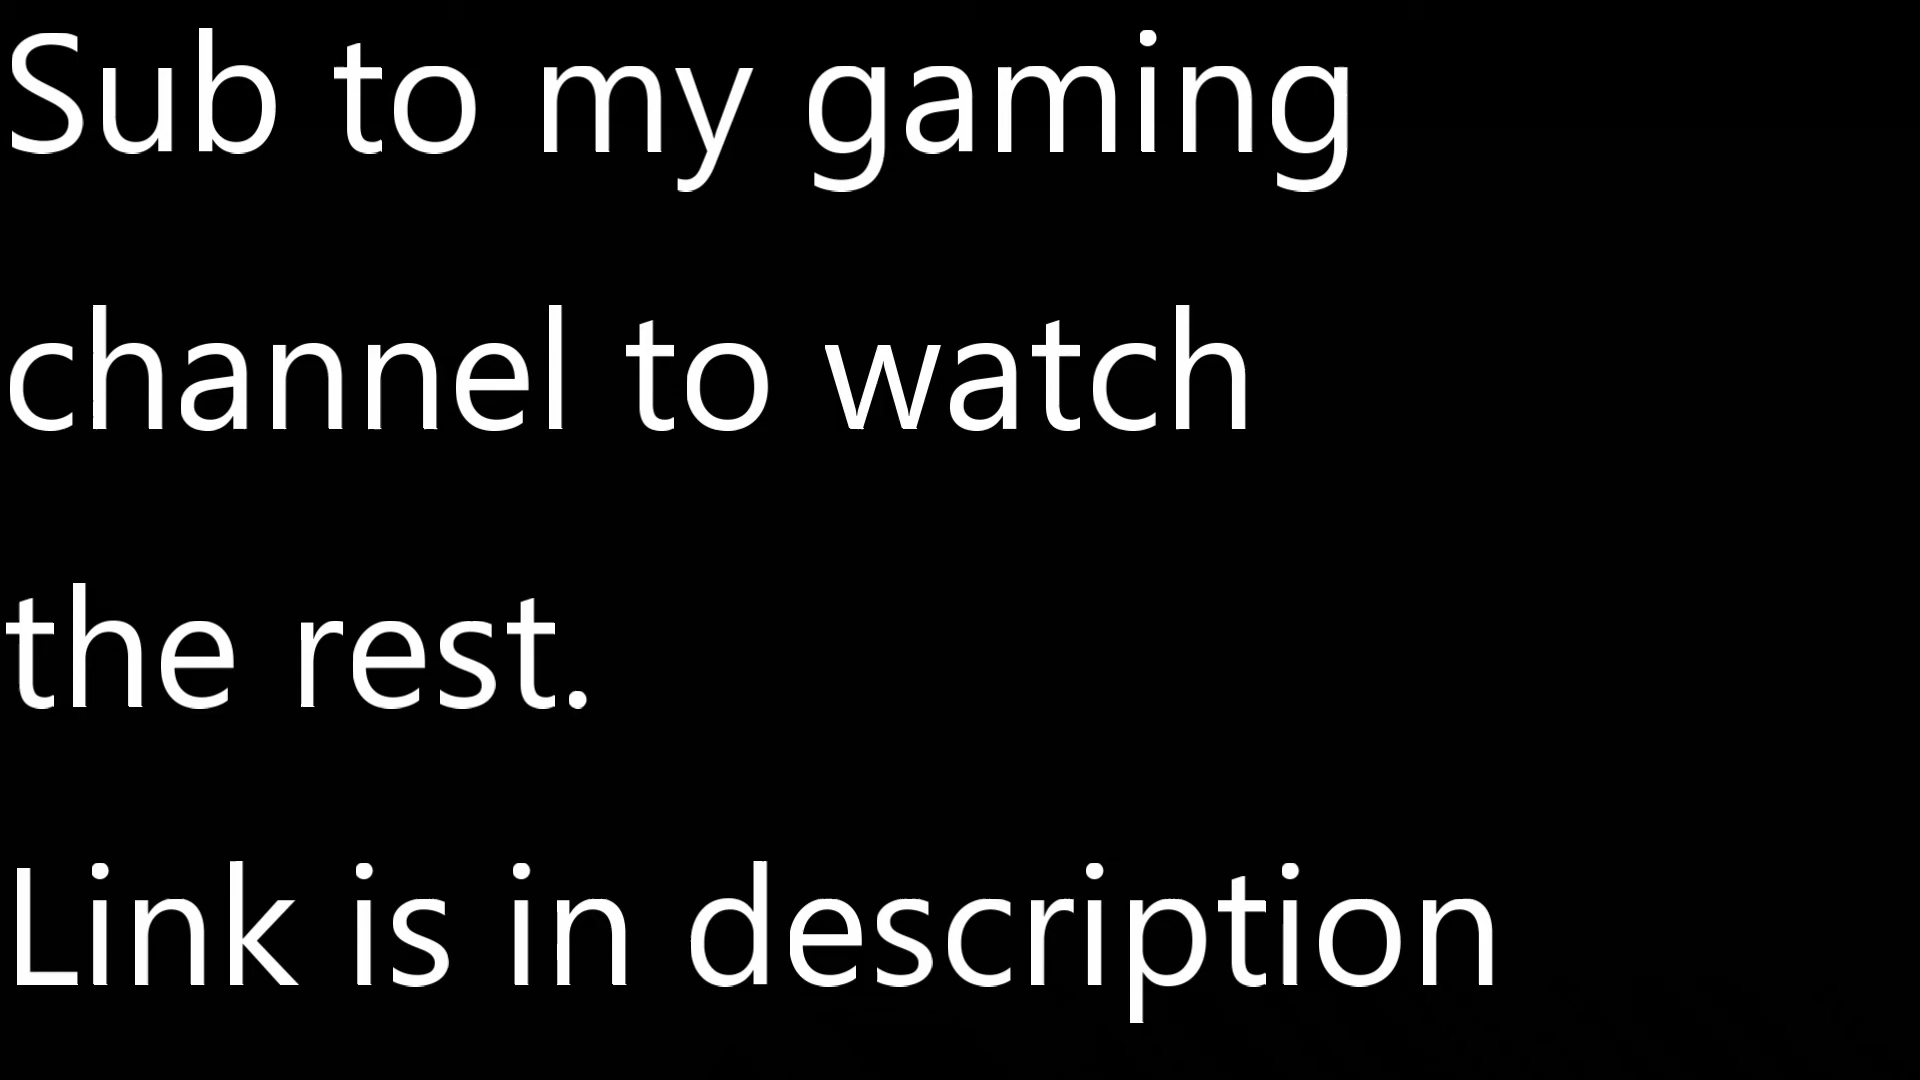 Sub to my gaming
channel to watch
the rest.
Link is in description